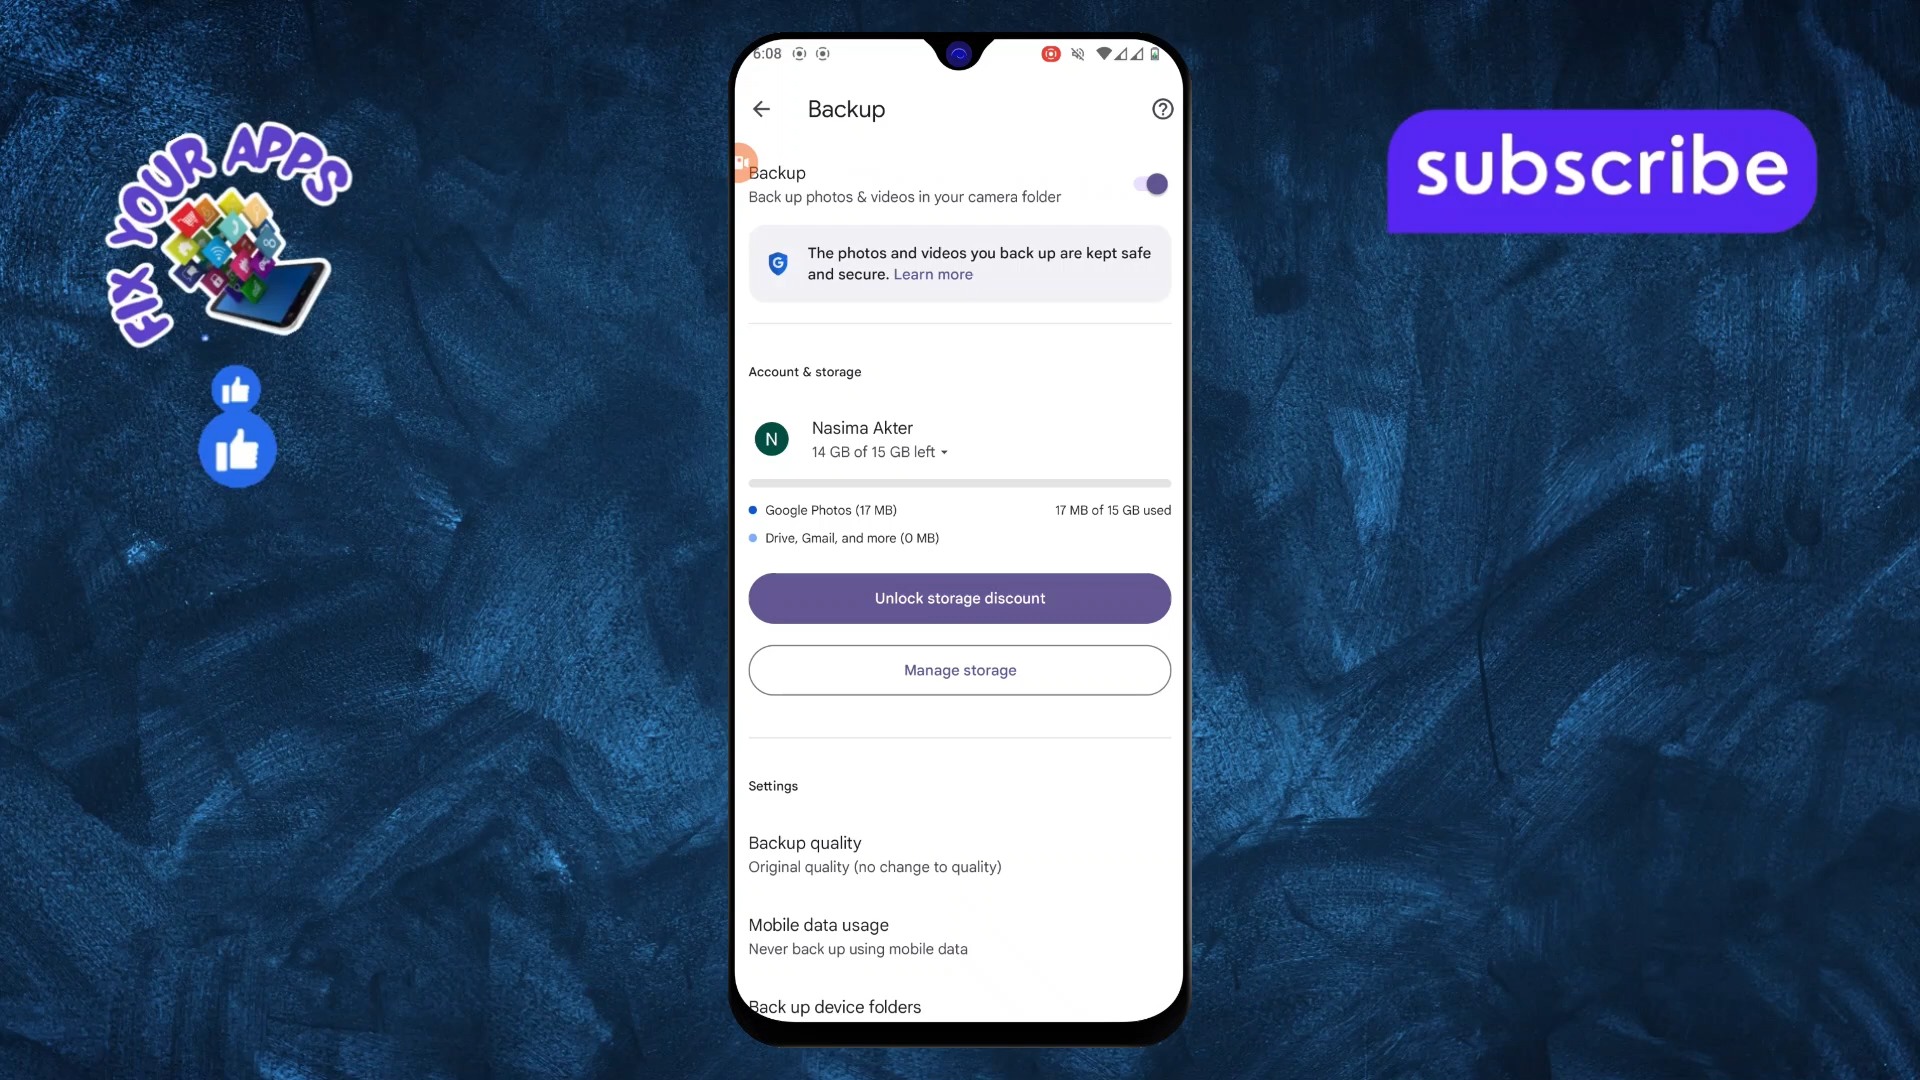 FIX YOUR APPS
subscribe
6:08
Backup
Backup
Back up photos & videos in your camera folder
G
The photos and videos you back up are kept safe
and secure. Learn more
Account & storage
N
Nasima Akter
14 GB of 15 GB left
Google Photos (17 MB)
17 MB of 15 GB used
Drive, Gmail, and more (0 MB)
Unlock storage discount
Manage storage
Settings
Backup quality
Original quality (no change to quality)
Mobile data usage
Never back up using mobile data
Back up device folders